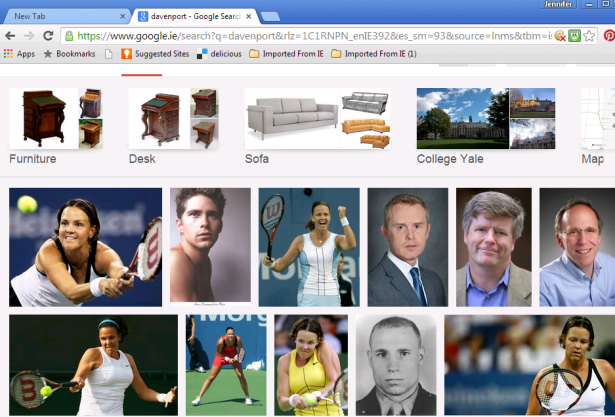 Jennifer
New Tab
davenport - Google Search
https://www.google.ie/search?q=davenport&rlz=1C1RNPN_enIE392&es_sm=93&source=lnms&tbm=is
Apps Bookmarks Suggested Sites delicious Imported From IE Imported From IE (1)
Furniture Desk Sofa College Yale Map